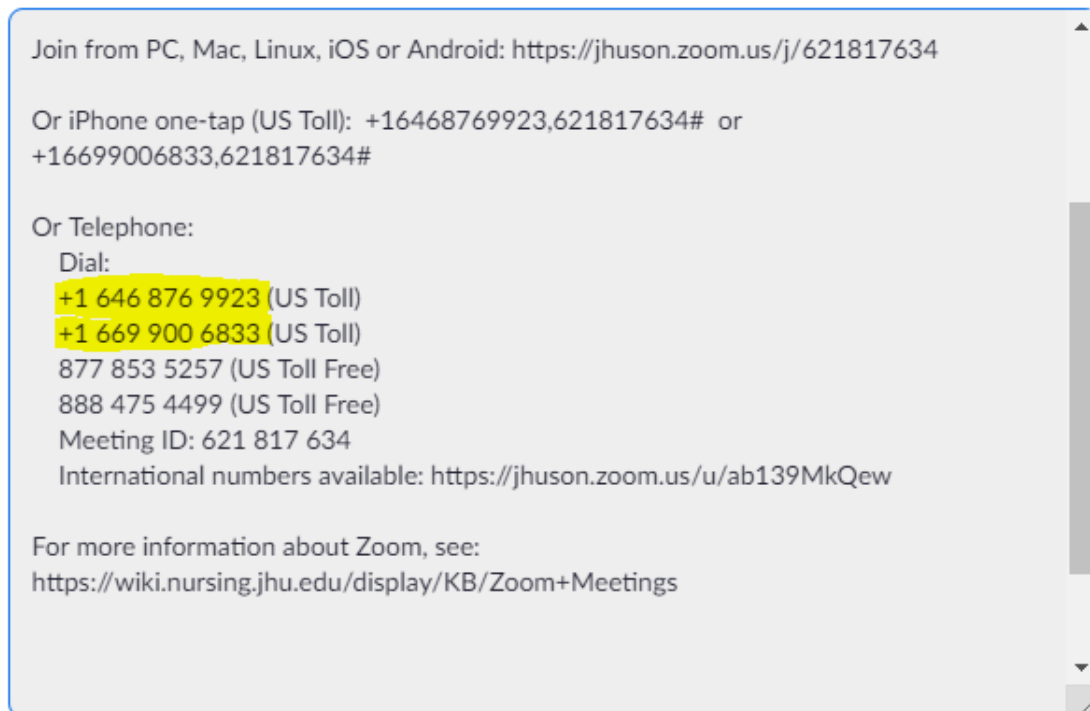 Join from PC, Mac, Linux, iOS or Android: https://jhuson.zoom.us/j/621817634
Or iPhone one-tap (US Toll):  +16468769923,621817634#  or
+16699006833,621817634#
Or Telephone:
Dial:
+1 646 876 9923 (US Toll)
+1 669 900 6833 (US Toll)
877 853 5257 (US Toll Free)
888 475 4499 (US Toll Free)
Meeting ID: 621 817 634
International numbers available: https://jhuson.zoom.us/u/ab139MkQew
For more information about Zoom, see:
https://wiki.nursing.jhu.edu/display/KB/Zoom+Meetings